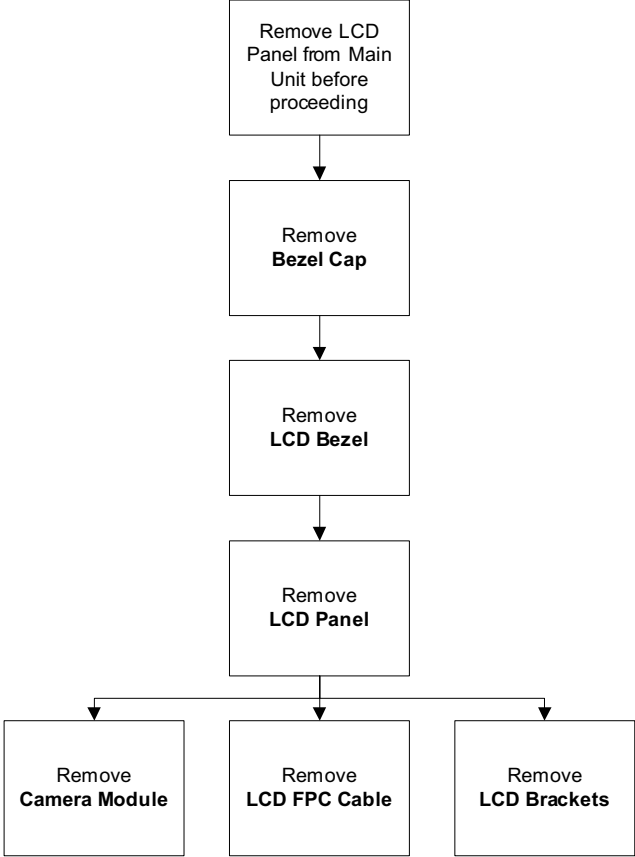 Remove LCD
Panel from Main
Unit before
proceeding
Remove
Bezel Cap
Remove
LCD Bezel
Remove
LCD Panel
Remove
Camera Module
Remove
LCD FPC Cable
Remove
LCD Brackets